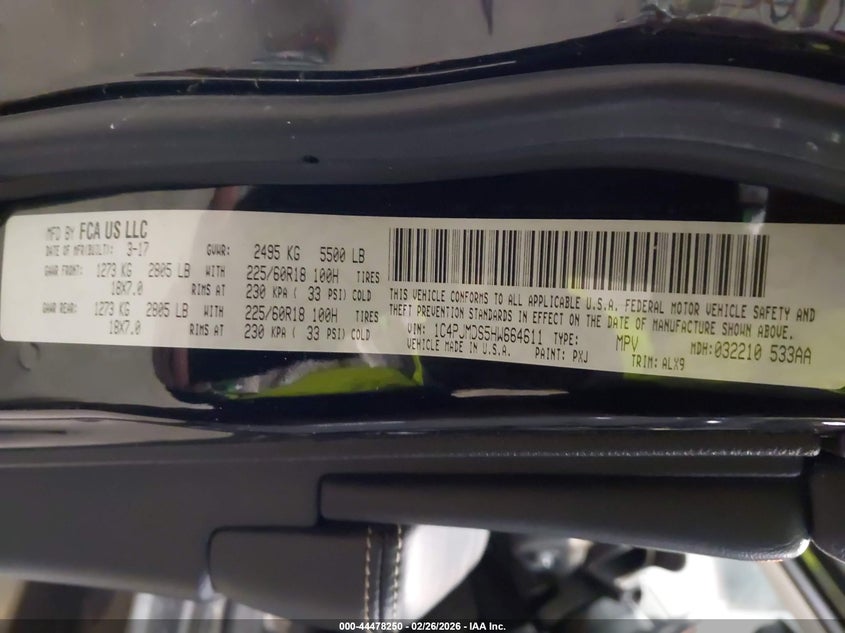 MFD BY FCA US LLC
DATE OF MFR(BUILT): 3-17 GVWR: 2495 KG 5500 LB
GAWR FRONT: 1273 KG 2805 LB WITH 225/60R18 100H TIRES
18X7.0 RIMS AT 230 KPA ( 33 PSI) COLD
GAWR REAR: 1273 KG 2805 LB WITH 225/60R18 100H TIRES
18X7.0 RIMS AT 230 KPA ( 33 PSI) COLD
THIS VEHICLE CONFORMS TO ALL APPLICABLE U.S.A. FEDERAL MOTOR VEHICLE SAFETY AND
THEFT PREVENTION STANDARDS IN EFFECT ON THE DATE OF MANUFACTURE SHOWN ABOVE.
VIN: 1C4PJMDS5HW664611 TYPE: MPV MDH: 032210 533AA
VEHICLE MADE IN U.S.A. PAINT: PXJ TRIM: ALX9
000-44478250 - 02/26/2026 - IAA Inc.